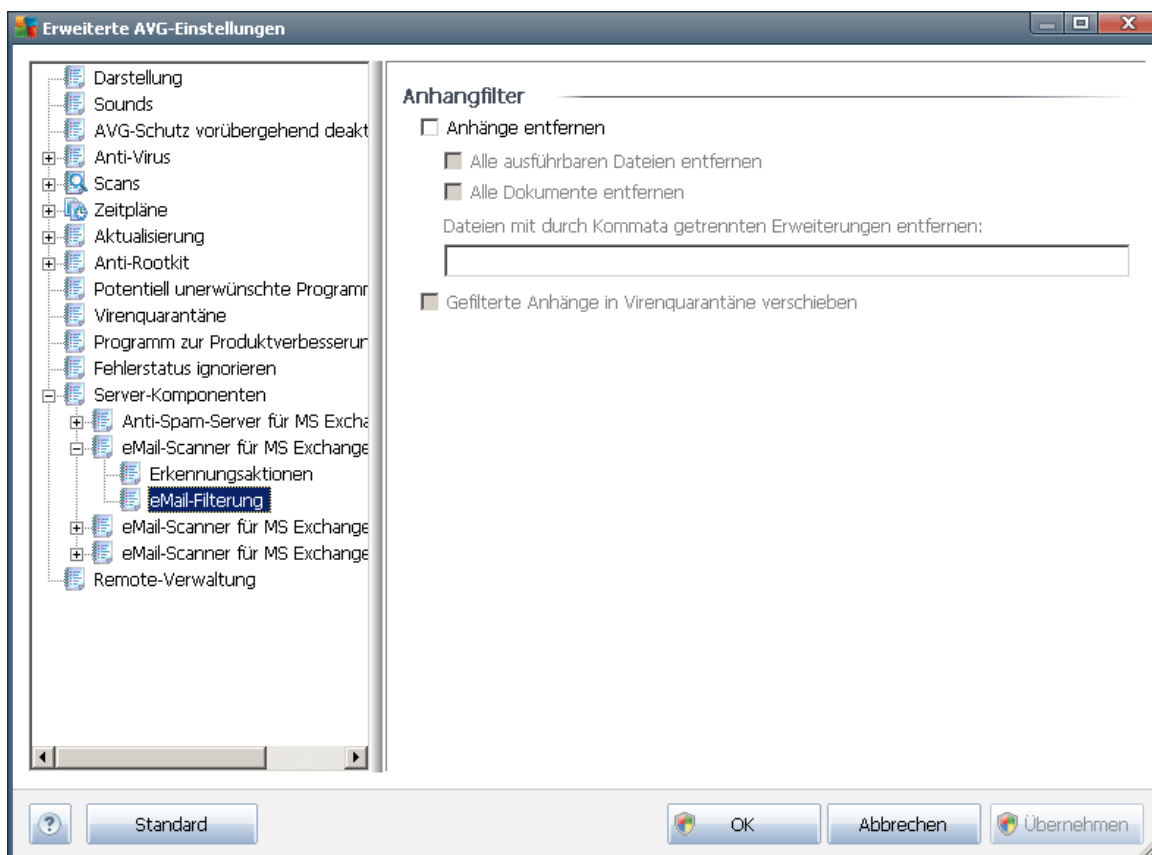 Erweiterte AVG-Einstellungen
Darstellung
Sounds
AVG-Schutz vorübergehend deakt
Anti-Virus
Scans
Zeitpläne
Aktualisierung
Anti-Rootkit
Potentiell unerwünschte Programm
Virenquarantäne
Programm zur Produktverbesserun
Fehlerstatus ignorieren
Server-Komponenten
Anti-Spam-Server für MS Excha
eMail-Scanner für MS Exchange
Erkennungsaktionen
eMail-Filterung
eMail-Scanner für MS Exchange
eMail-Scanner für MS Exchange
Remote-Verwaltung
Anhangfilter
Anhänge entfernen
Alle ausführbaren Dateien entfernen
Alle Dokumente entfernen
Dateien mit durch Kommata getrennten Erweiterungen entfernen:
Gefilterte Anhänge in Virenquarantäne verschieben
? Standard OK Abbrechen Übernehmen